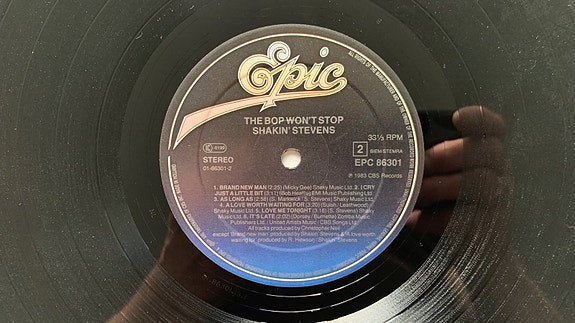 Epic
THE BOP WON'T STOP
SHAKIN' STEVENS
33⅓ RPM
STEREO
01-86301-2
2
BIEM/STEMRA
EPC 86301
℗ 1983 CBS Records
1. BRAND NEW MAN (2:25) (Micky Gee) Shaky Music Ltd. 2. I CRY
JUST A LITTLE BIT (3:11) (Bob Heatlie) EMI Music Publishing Ltd.
3. AS LONG AS (2:58) (S. Markwick/S. Stevens) Shaky Music Ltd.
4. A LOVE WORTH WAITING FOR (3:20) (Sulsh/Leathwood)
Shaky Music Ltd. 5. LOVE ME TONIGHT (3:16) (S. Stevens) Shaky
Music Ltd. 6. IT'S LATE (2:02) (Dorsey Burnette) Zomba Music
Publishers Ltd./United Artists Music/CBS Songs Ltd.
All tracks produced by Christopher Neil
except 'Brand new man' produced by Shakin' Stevens & 'A love worth
waiting for' produced by R. Hewson/Shakin' Stevens